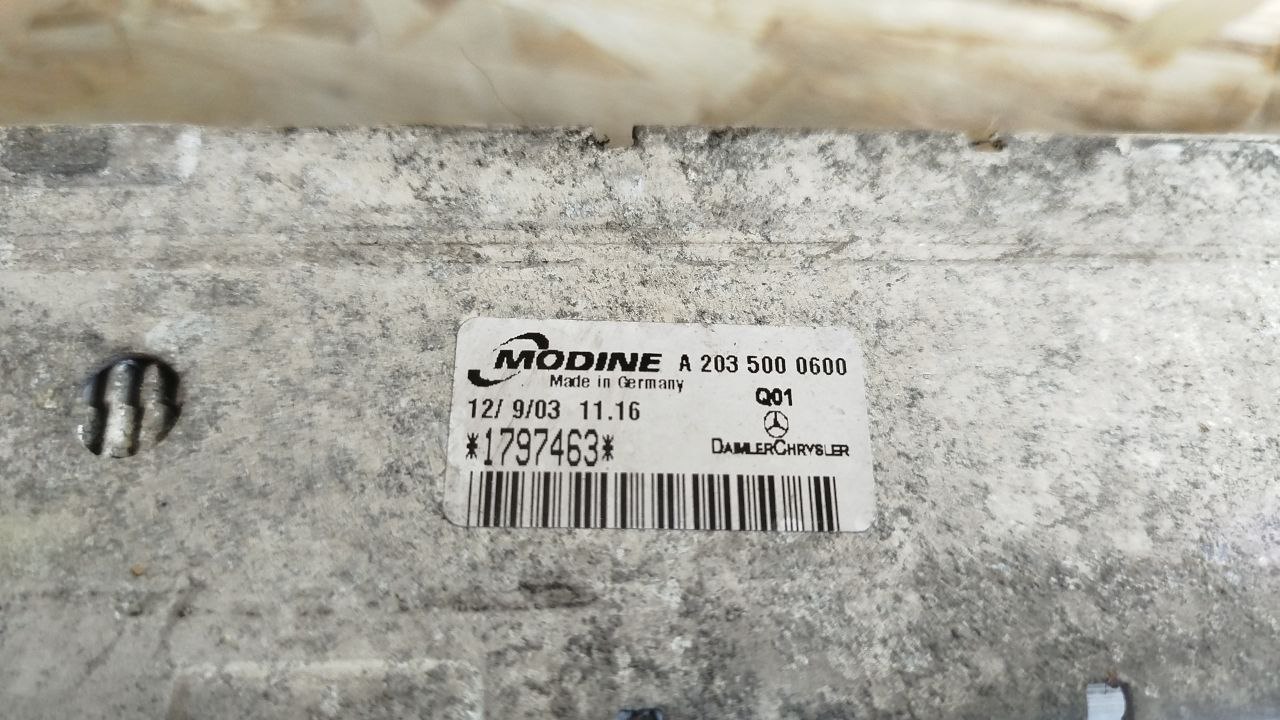 MODINE A 203 500 0600
Made in Germany
Q01
12/ 9/03 11.16
*1797463*
DAIMLERCHRYSLER